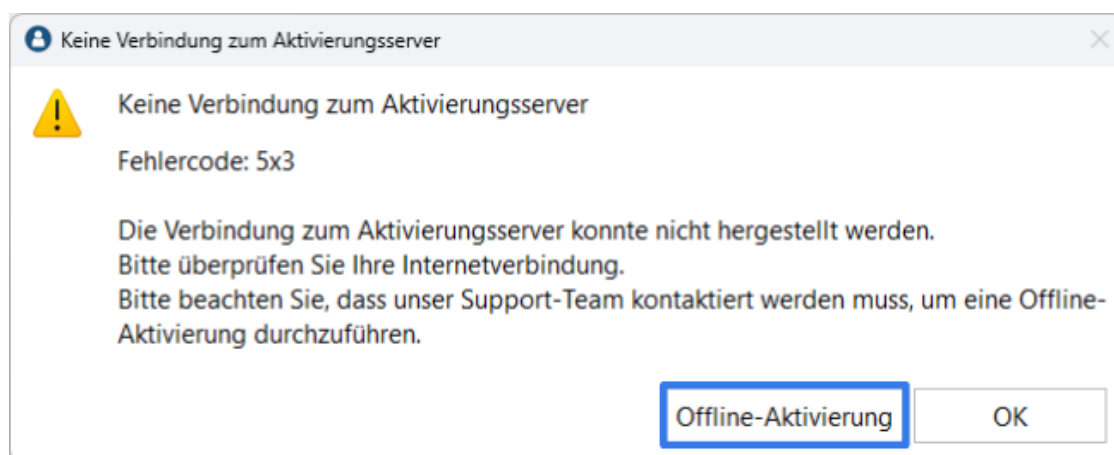 Keine Verbindung zum Aktivierungsserver
Keine Verbindung zum Aktivierungsserver
Fehlercode: 5x3
Die Verbindung zum Aktivierungsserver konnte nicht hergestellt werden.
Bitte überprüfen Sie Ihre Internetverbindung.
Bitte beachten Sie, dass unser Support-Team kontaktiert werden muss, um eine Offline-
Aktivierung durchzuführen.
Offline-Aktivierung OK